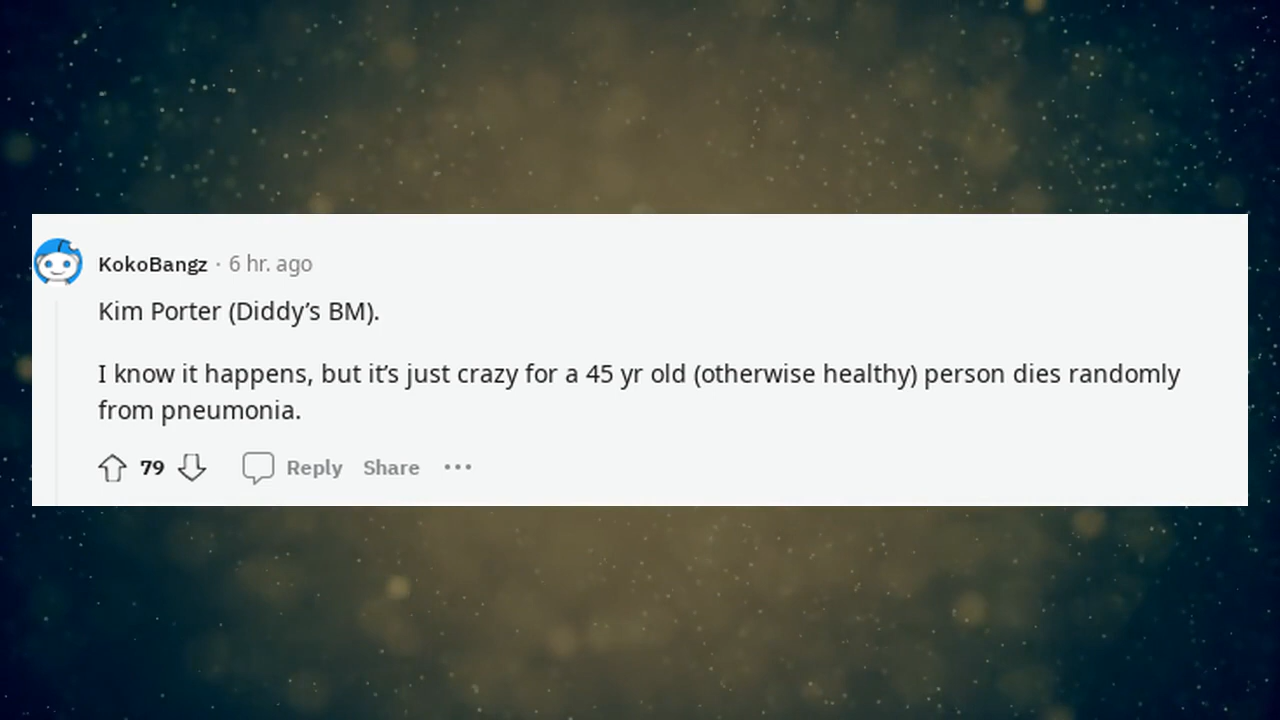 KokoBangz · 6 hr. ago
Kim Porter (Diddy’s BM).
I know it happens, but it’s just crazy for a 45 yr old (otherwise healthy) person dies randomly
from pneumonia.
79 Reply Share ···